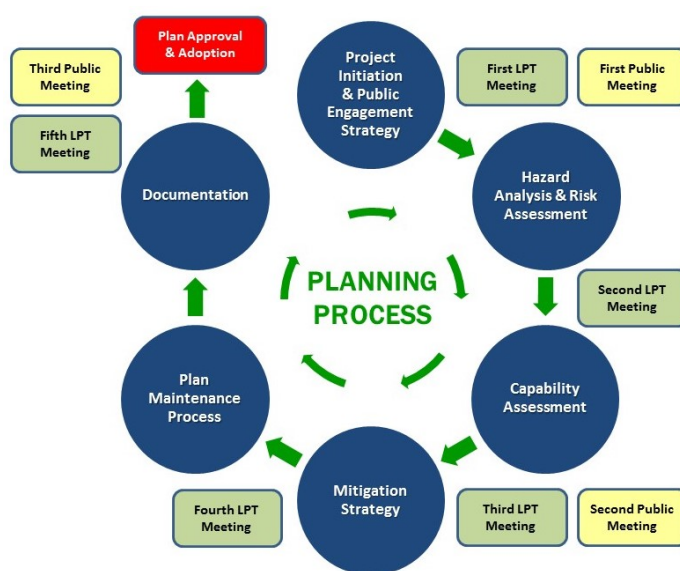 Plan Approval
& Adoption
Third Public
Meeting
Fifth LPT
Meeting
Project
Initiation
& Public
Engagement
Strategy
First LPT
Meeting
First Public
Meeting
Documentation
Hazard
Analysis & Risk
Assessment
PLANNING
PROCESS
Second LPT
Meeting
Plan
Maintenance
Process
Capability
Assessment
Fourth LPT
Meeting
Mitigation
Strategy
Third LPT
Meeting
Second Public
Meeting